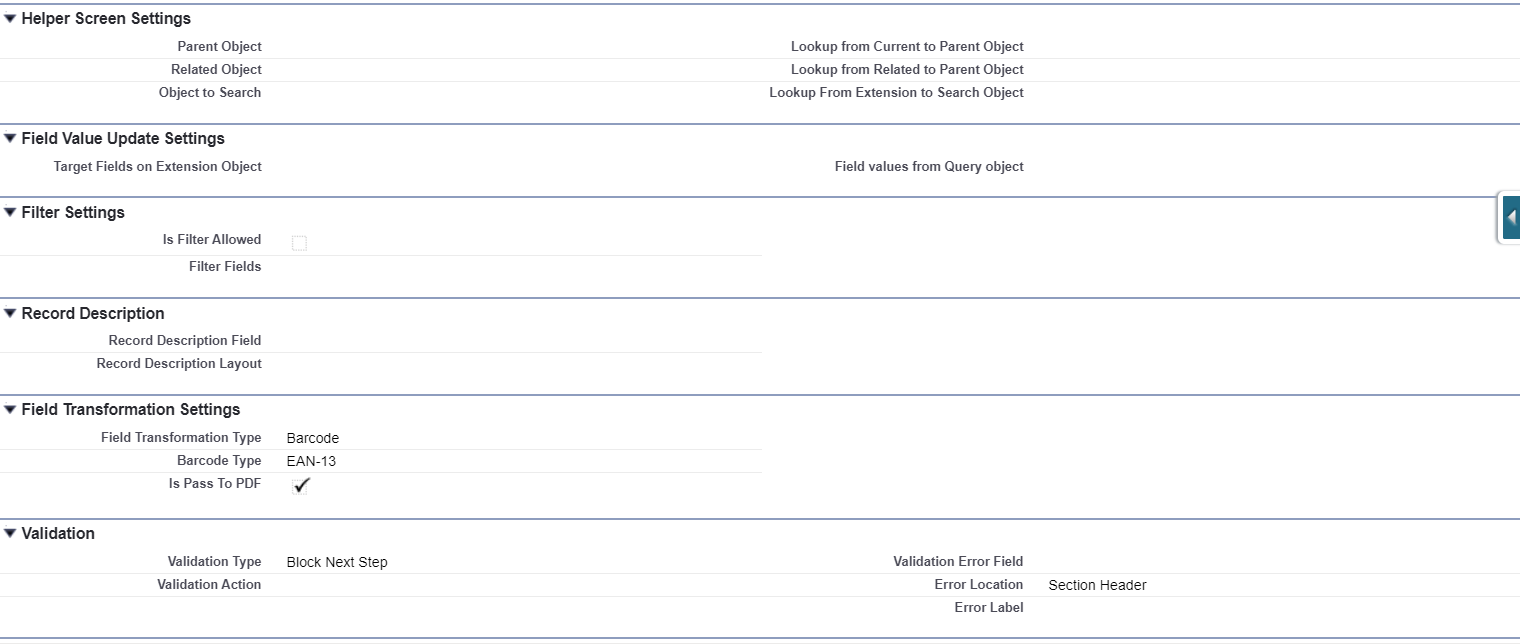 Helper Screen Settings
Parent Object Lookup from Current to Parent Object
Related Object Lookup from Related to Parent Object
Object to Search Lookup From Extension to Search Object
Field Value Update Settings
Target Fields on Extension Object Field values from Query object
Filter Settings
Is Filter Allowed
Filter Fields
Record Description
Record Description Field
Record Description Layout
Field Transformation Settings
Field Transformation Type Barcode
Barcode Type EAN-13
Is Pass To PDF
Validation
Validation Type Block Next Step Validation Error Field
Validation Action Error Location Section Header
Error Label